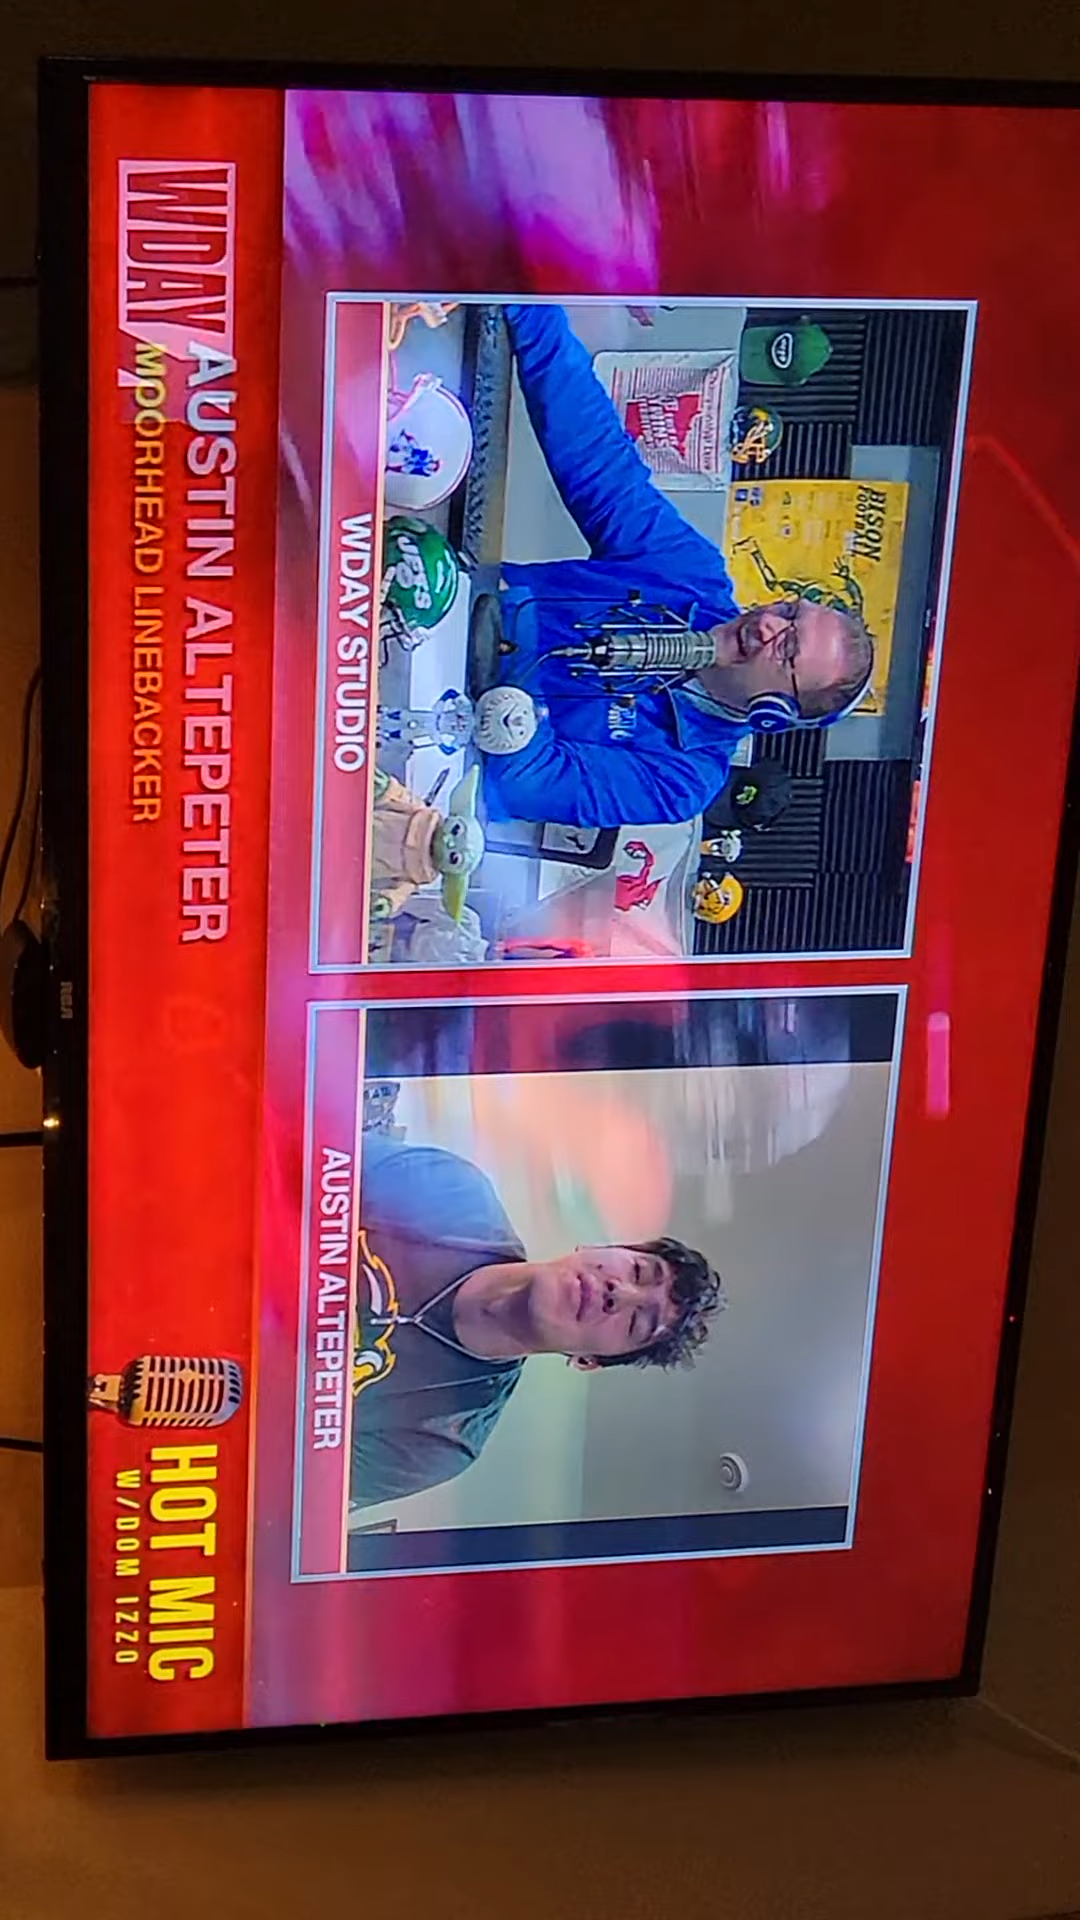 BISON
FOOTBALL
JETS
WDAY STUDIO
AUSTIN ALTEPETER
WDAY
AUSTIN ALTEPETER
MOORHEAD LINEBACKER
HOT MIC
W/DOM IZZO
RCA